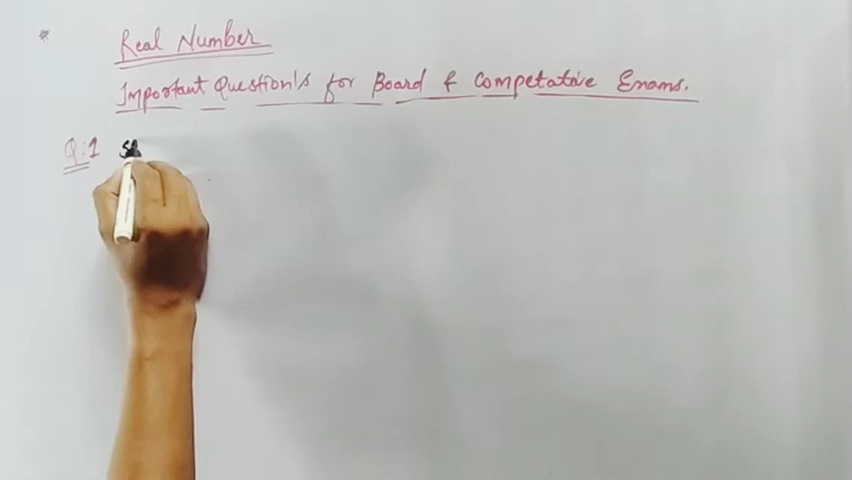 * Real Number
Important Question's for Board & Competative Exams.
Q:1